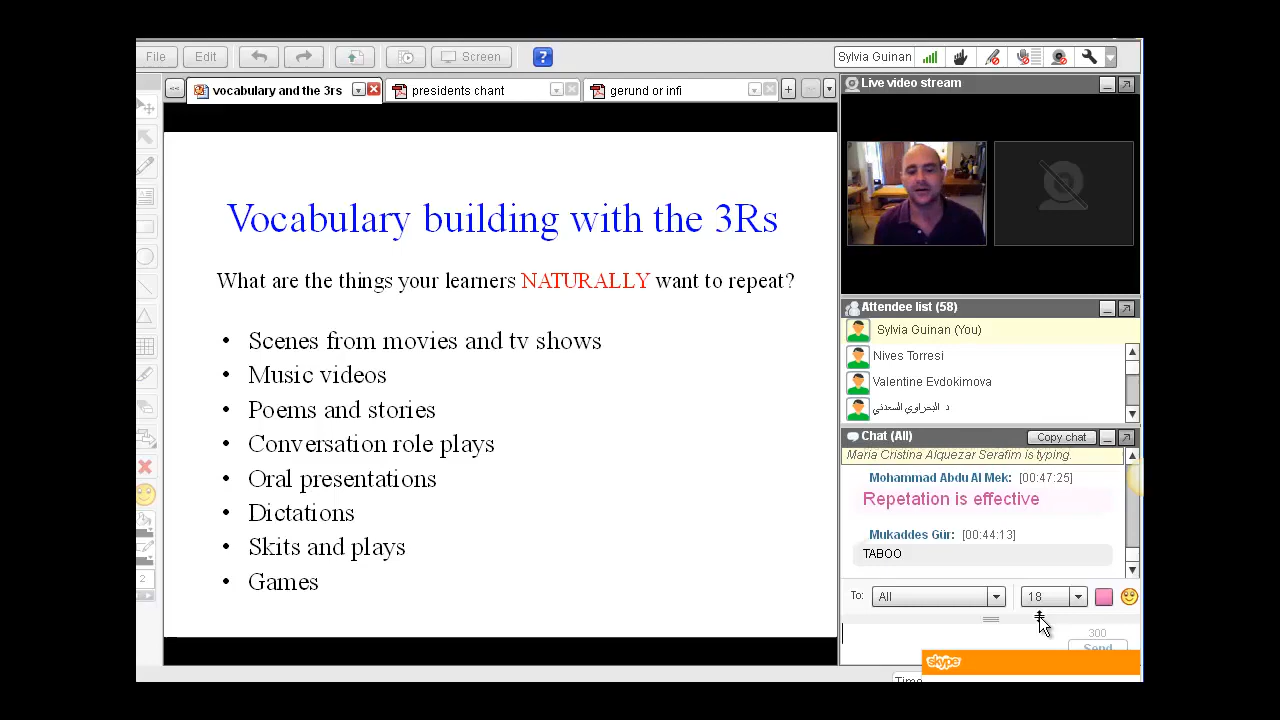 File
Edit
Screen
?
Sylvia Guinan
<<
vocabulary and the 3rs
presidents chant
gerund or infi
+
Live video stream
Vocabulary building with the 3Rs
What are the things your learners NATURALLY want to repeat?
• Scenes from movies and tv shows
• Music videos
• Poems and stories
• Conversation role plays
• Oral presentations
• Dictations
• Skits and plays
• Games
2
Attendee list (58)
Sylvia Guinan (You)
Nives Torresi
Valentine Evdokimova
د البحراوي السعدني
Chat (All)
Copy chat
Maria Cristina Alquezar Serafim is typing.
Mohammad Abdu Al Mek: [00:47:25]
Repetation is effective
Mukaddes Gür: [00:44:13]
TABOO
To:
All
18
300
Send
skype
Time